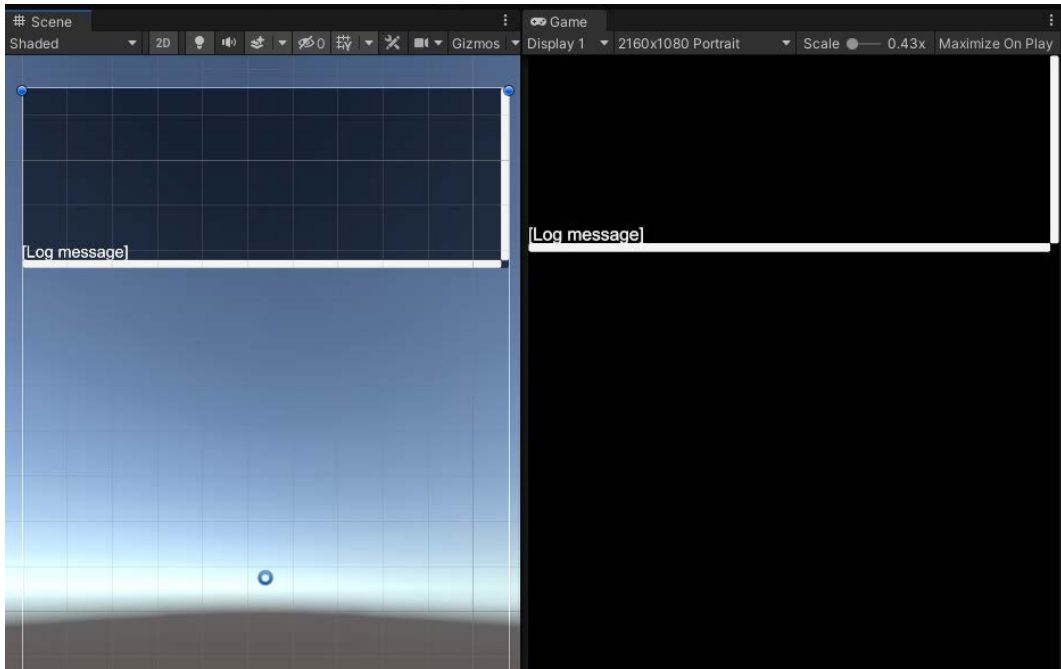 Scene
Game
Shaded
2D
0
Gizmos
Display 1
2160x1080 Portrait
Scale
0.43x
Maximize On Play
[Log message]
[Log message]